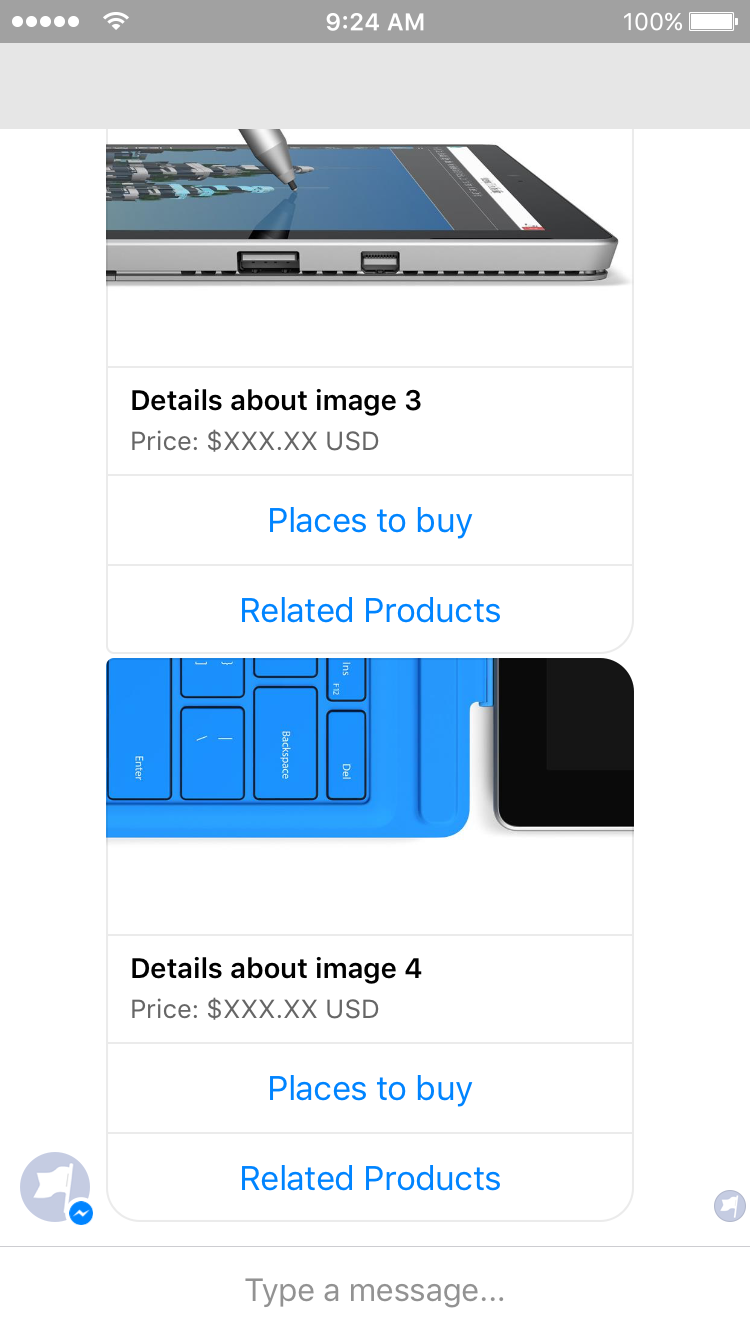 9:24 AM
100%
Details about image 3
Price: $XXX.XX USD
Places to buy
Related Products
] }
Ins
F12
\ |
Backspace
Enter
Del
Details about image 4
Price: $XXX.XX USD
Places to buy
Related Products
Type a message...